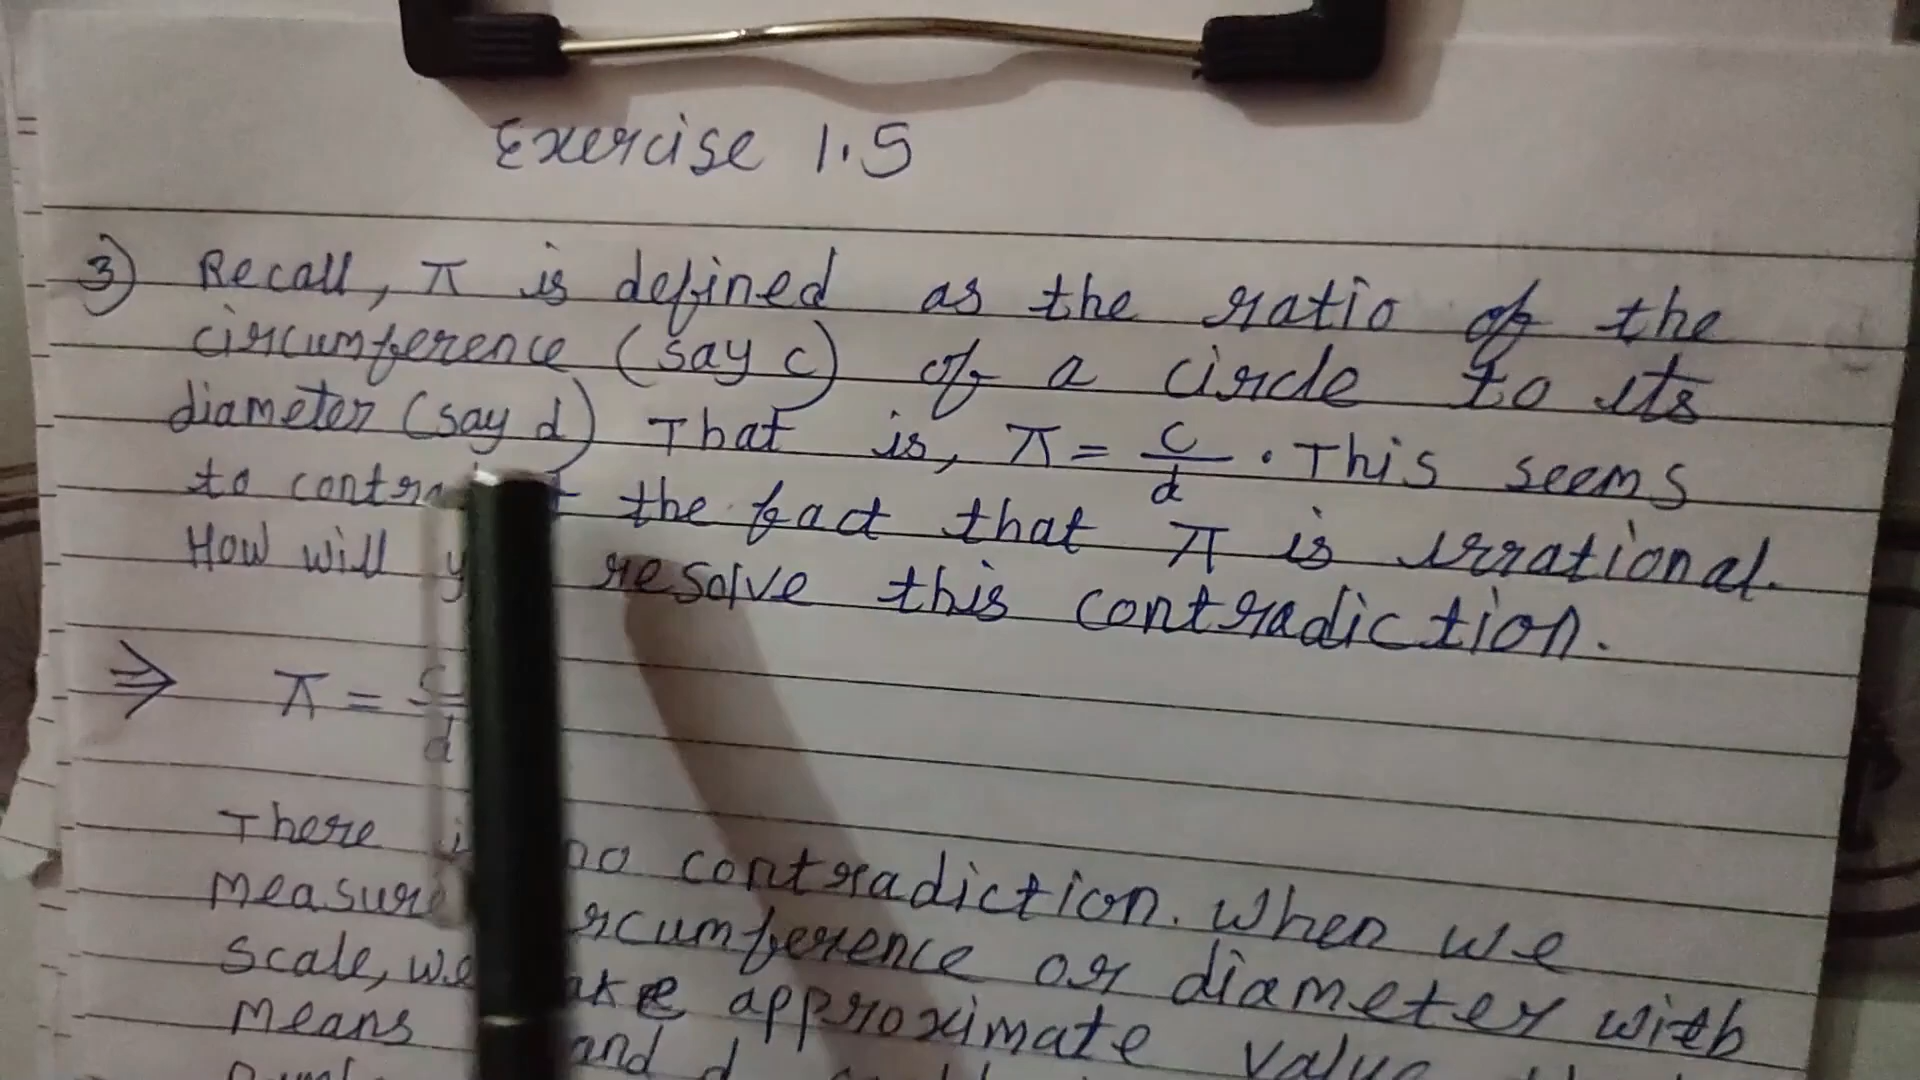 Exercise 1.5
3) Recall, π is defined as the ratio of the
circumference (say c) of a circle to its
diameter (say d) That is, π = c/d . This seems
to the fact that π is irrational.
How will resolve this contradiction.
⇒ π = c/d
There no contradiction. When we
measure or diameter with
scale, we approximate
means and d